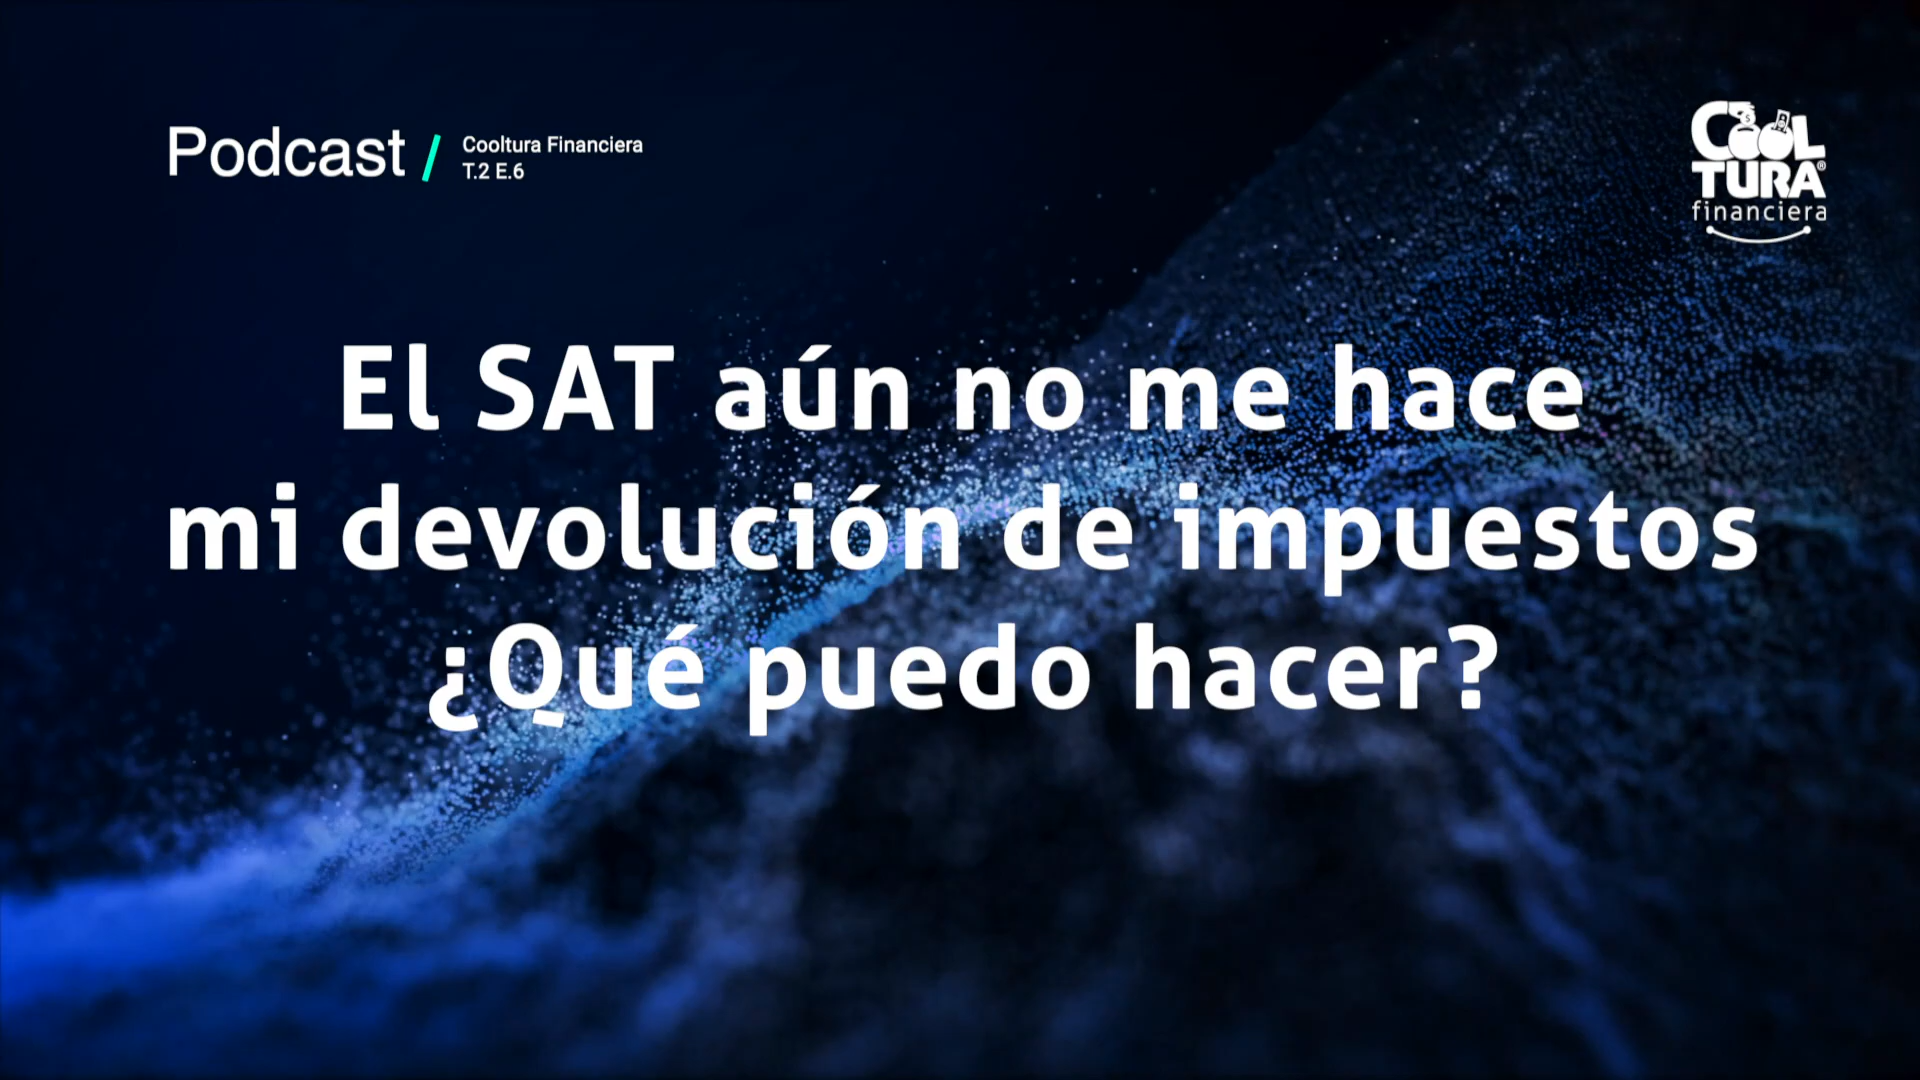 Podcast / Cooltura Financiera
T.2 E.6
COOL
TURA®
financiera
El SAT aún no me hace
mi devolución de impuestos
¿Qué puedo hacer?